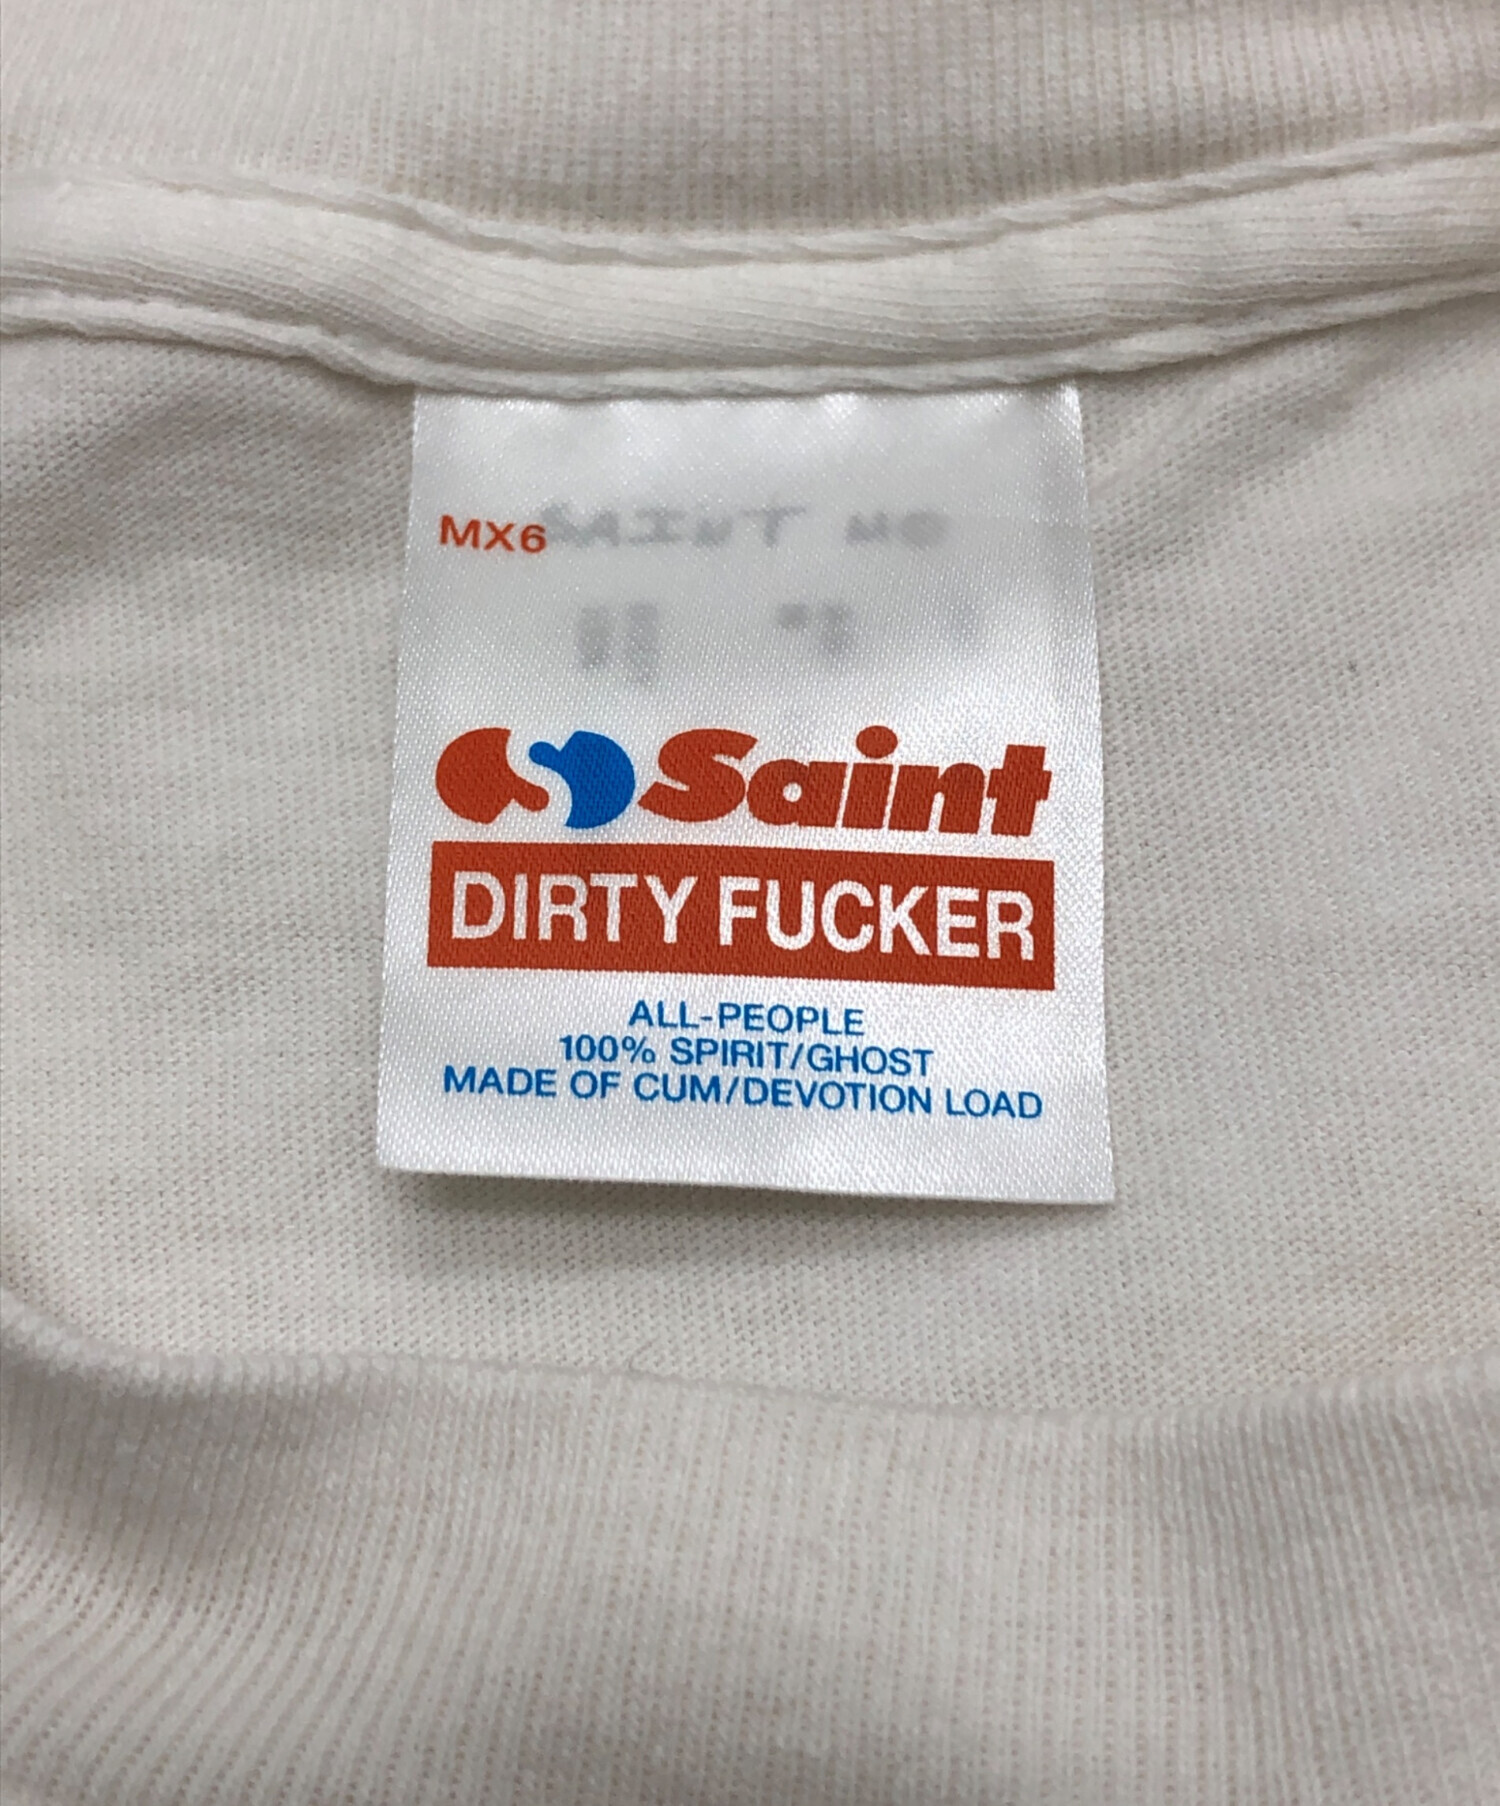 MX6
Saint
DIRTY FUCKER
ALL-PEOPLE
100% SPIRIT/GHOST
MADE OF CUM/DEVOTION LOAD